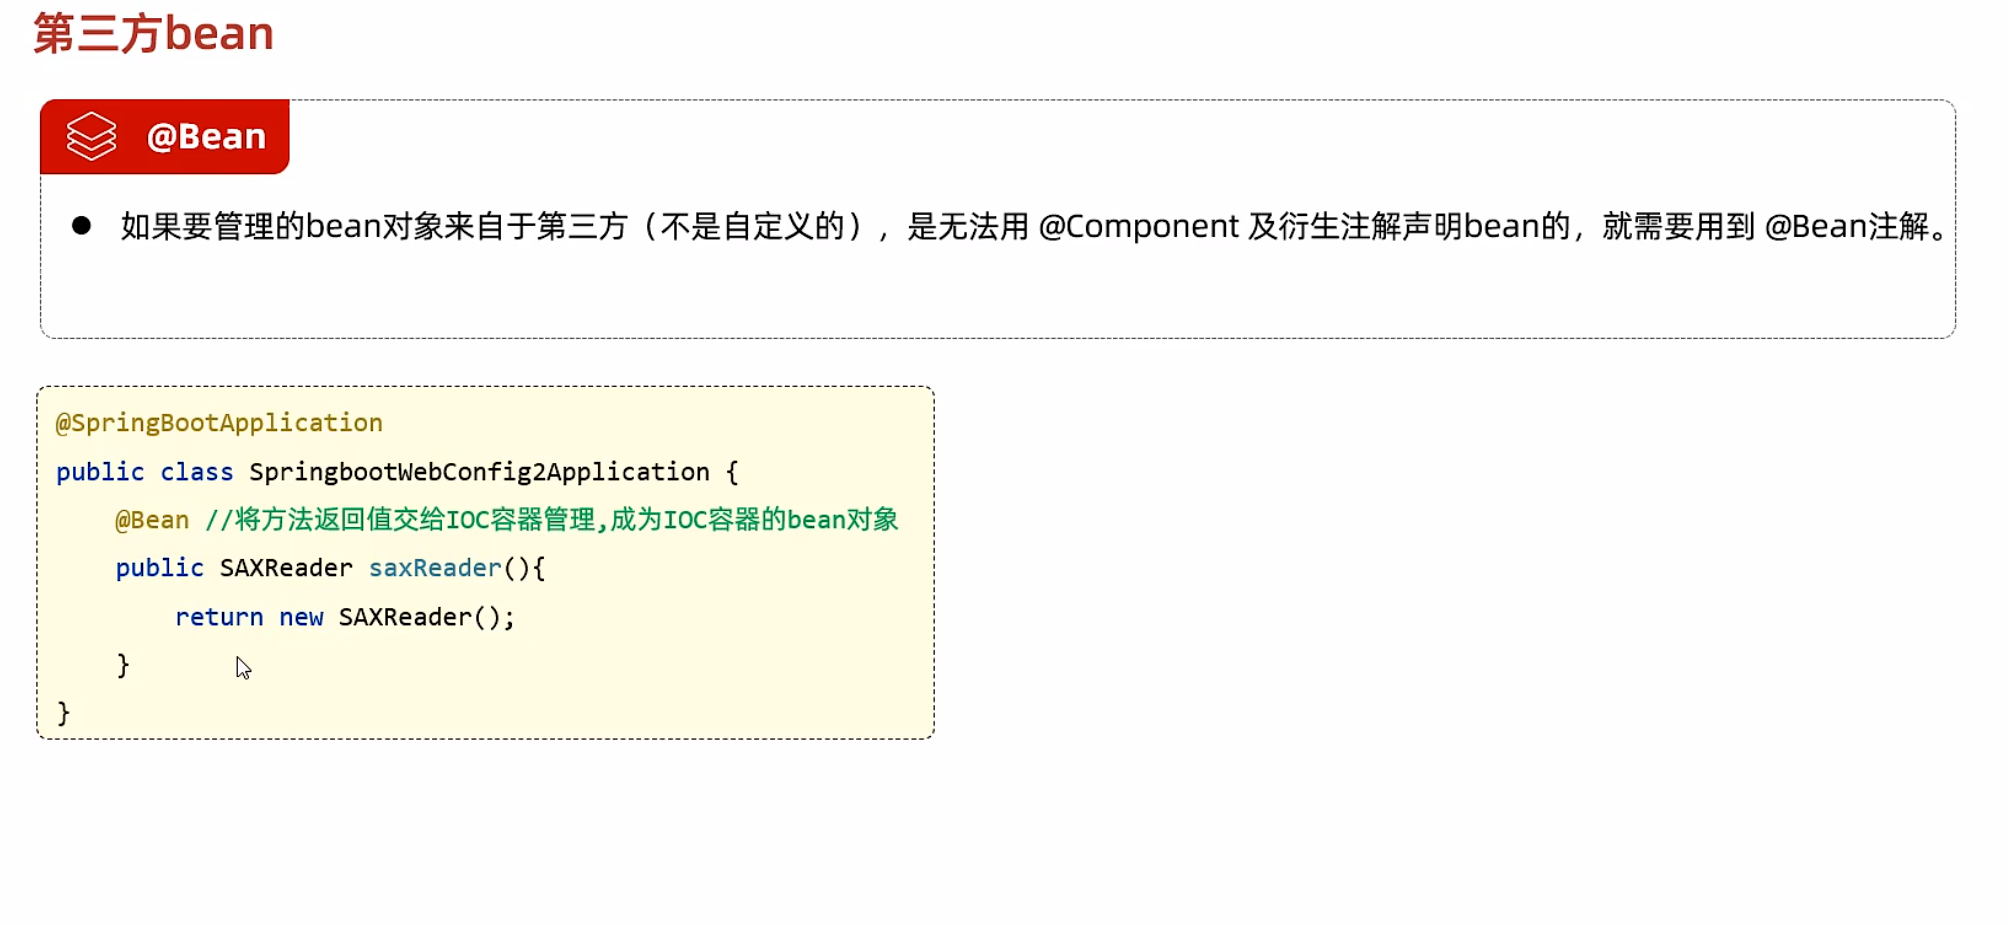 第三方bean
@Bean
● 如果要管理的bean对象来自于第三方（不是自定义的），是无法用 @Component 及衍生注解声明bean的，就需要用到 @Bean注解。
@SpringBootApplication
public class SpringbootWebConfig2Application {
    @Bean //将方法返回值交给IOC容器管理,成为IOC容器的bean对象
    public SAXReader saxReader(){
        return new SAXReader();
    }
}